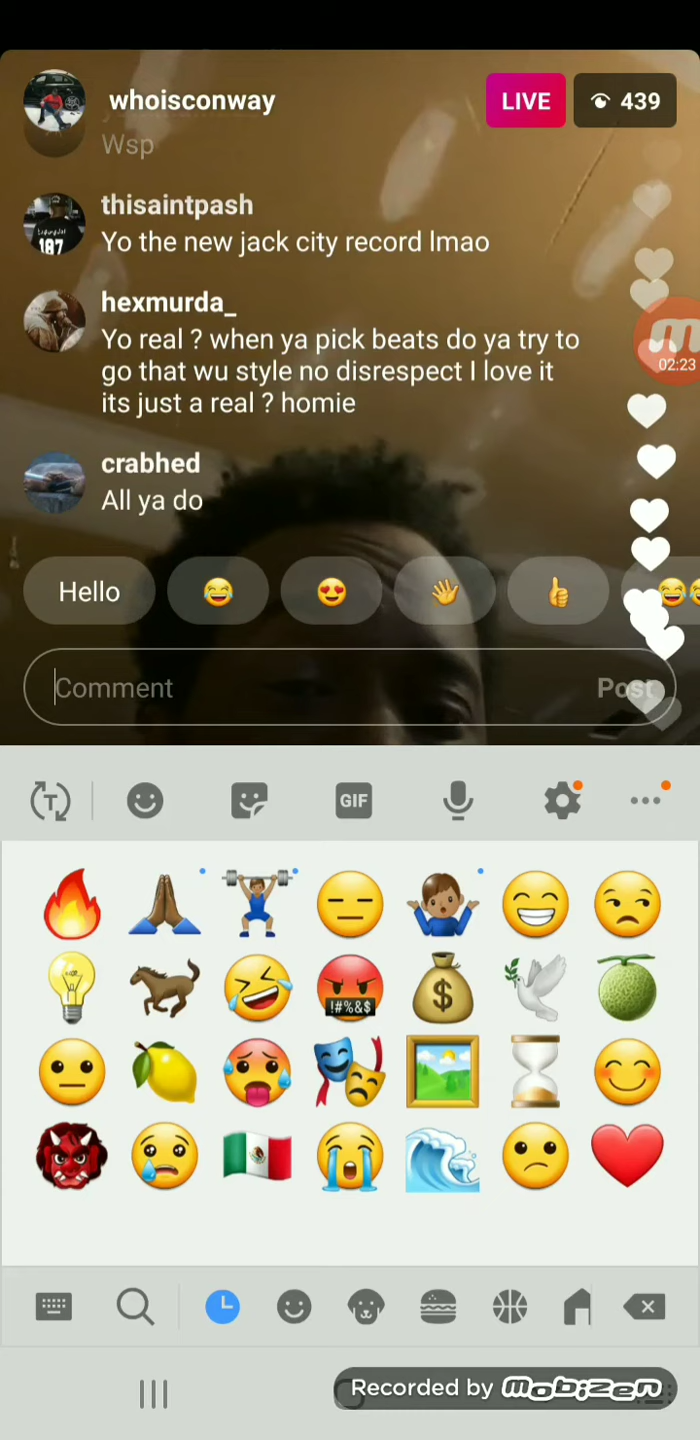 whoisconway
LIVE
439
Wsp
thisaintpash
Yo the new jack city record lmao
hexmurda_
Yo real ? when ya pick beats do ya try to
go that wu style no disrespect I love it
its just a real ? homie
02:23
crabhed
All ya do
Hello
Comment
Post
T
GIF
!#%&$
$
187
Recorded by mobizen